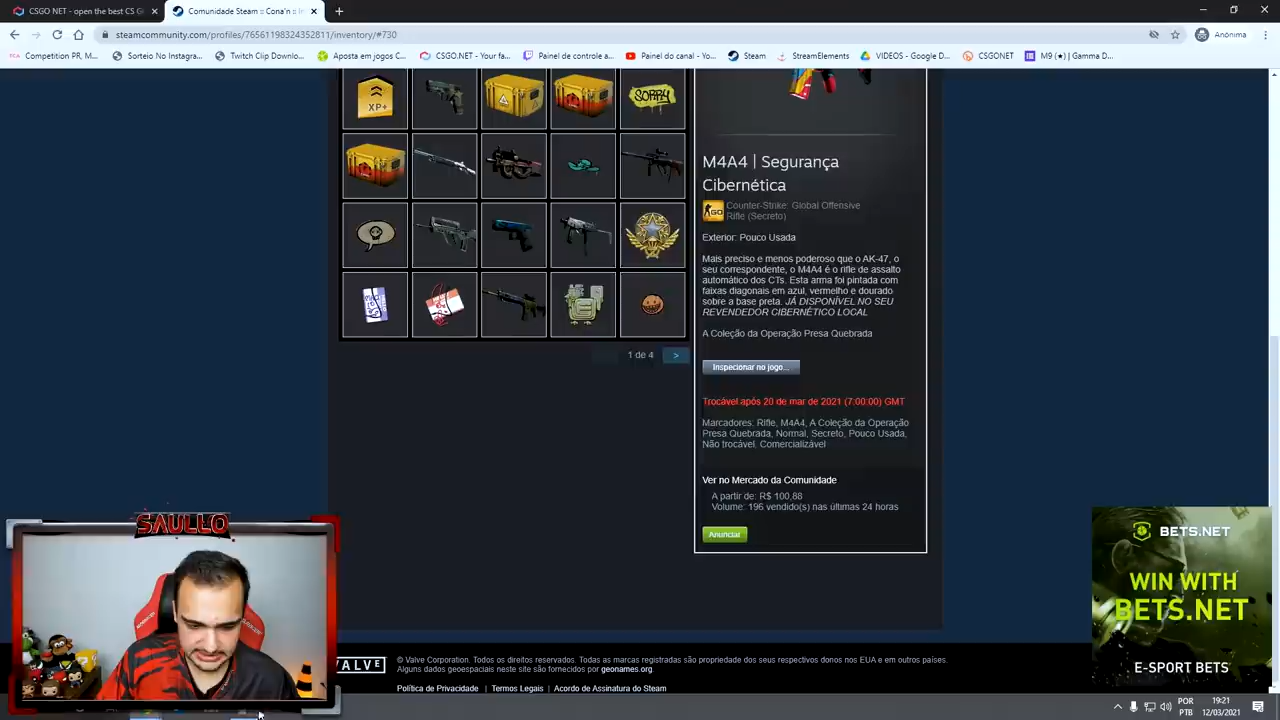 CSGO NET - open the best CS G
Comunidade Steam :: Cona'n :: In
steamcommunity.com/profiles/76561198324352811/inventory/#730
Anônima
Competition PR, M...
Sorteio No Instagra...
Twitch Clip Downlo...
Aposta em jogos C...
CSGO.NET - Your fa...
Painel de controle a...
Painel do canal - Yo...
Steam
StreamElements
VIDEOS - Google D...
CSGONET
M9 (★) | Gamma D...
XP+
SORRY
M4A4 | Segurança
Cibernética
Counter-Strike: Global Offensive
Rifle (Secreto)
Exterior: Pouco Usada
Mais preciso e menos poderoso que o AK-47, o
seu correspondente, o M4A4 é o rifle de assalto
automático dos CTs. Esta arma foi pintada com
faixas diagonais em azul, vermelho e dourado
sobre a base preta. JÁ DISPONÍVEL NO SEU
REVENDEDOR CIBERNÉTICO LOCAL
A Coleção da Operação Presa Quebrada
1 de 4 >
Inspecionar no jogo...
Trocável após 20 de mar de 2021 (7:00:00) GMT
Marcadores: Rifle, M4A4, A Coleção da Operação
Presa Quebrada, Normal, Secreto, Pouco Usada,
Não trocável, Comercializável
Ver no Mercado da Comunidade
A partir de: R$ 100,88
Volume: 196 vendido(s) nas últimas 24 horas
Anunciar
SAULLO
BETS.NET
WIN WITH
BETS.NET
E-SPORT BETS
VALVE
© Valve Corporation. Todos os direitos reservados. Todas as marcas registradas são propriedade dos seus respectivos donos nos EUA e em outros países.
Alguns dados geoespaciais neste site são fornecidos por geonames.org.
Política de Privacidade | Termos Legais | Acordo de Assinatura do Steam
POR
PTB
19:21
12/03/2021